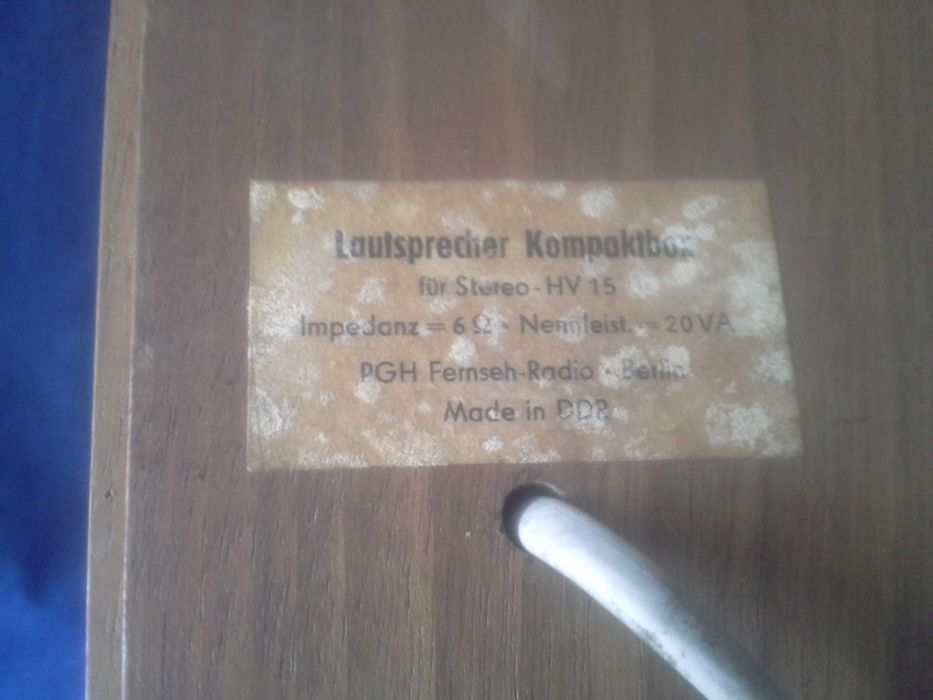 Lautsprecher Kompaktbox
für Stereo-HV 15
Impedanz = 6 Ω · Nennleist. = 20 VA
PGH Fernseh-Radio · Berlin
Made in DDR